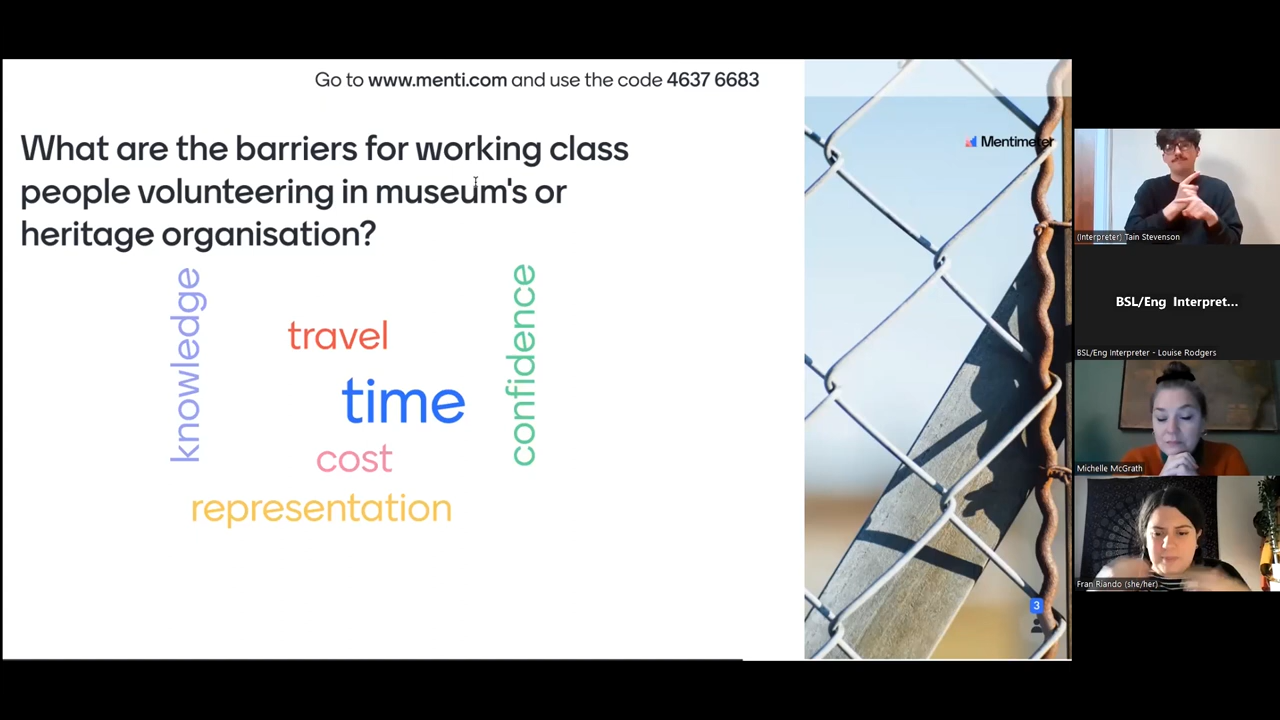 Go to www.menti.com and use the code 4637 6683
Mentimeter
What are the barriers for working class
people volunteering in museum's or
heritage organisation?
knowledge
travel
confidence
time
cost
representation
3
(Interpreter) Tain Stevenson
BSL/Eng Interpret...
BSL/Eng Interpreter - Louise Rodgers
Michelle McGrath
Fran Riando (she/her)